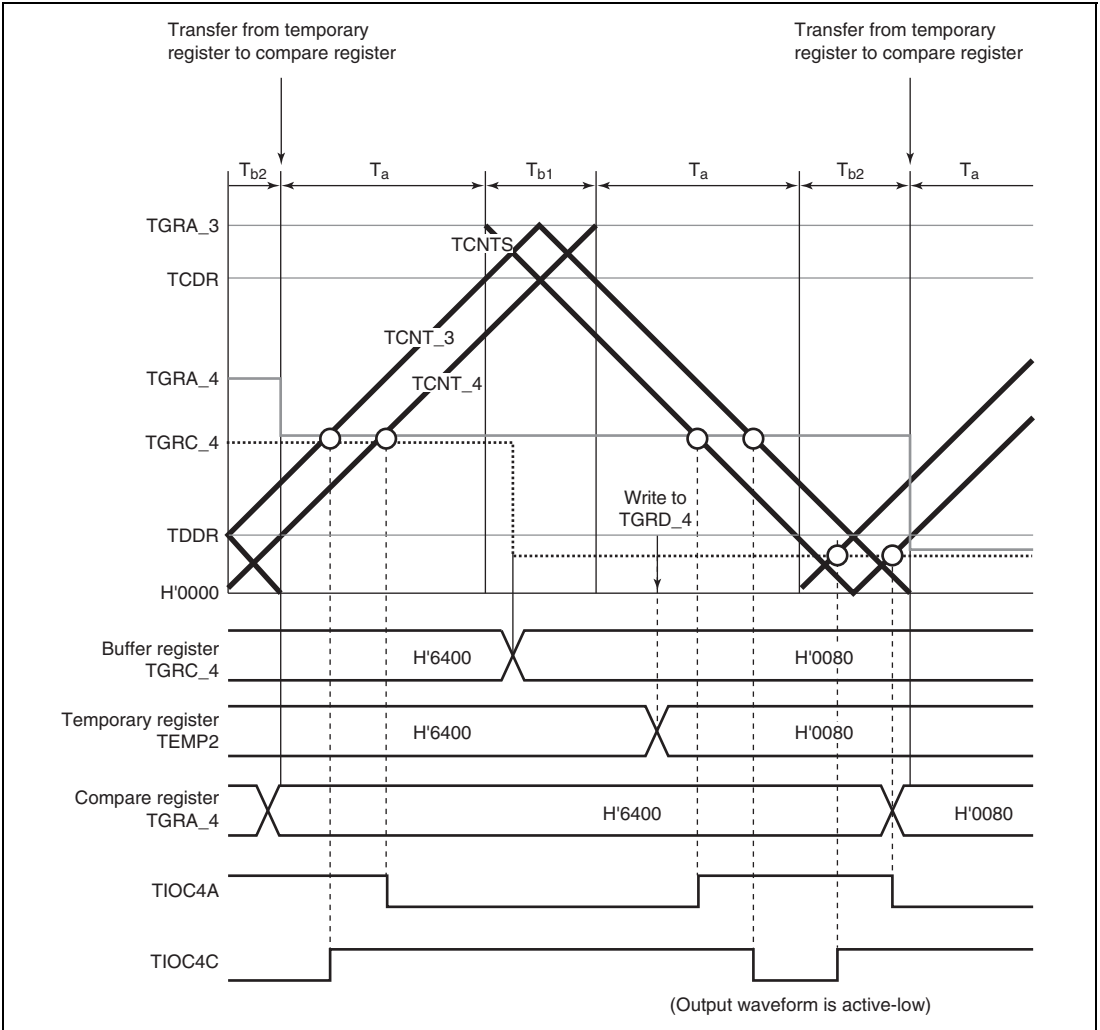 Transfer from temporary
register to compare register
Transfer from temporary
register to compare register
Tb2
Ta
Tb1
Ta
Tb2
Ta
TGRA_3
TCNTS
TCDR
TCNT_3
TGRA_4
TCNT_4
TGRC_4
Write to
TGRD_4
TDDR
H'0000
Buffer register
TGRC_4
H'6400
H'0080
Temporary register
TEMP2
H'6400
H'0080
Compare register
TGRA_4
H'6400
H'0080
TIOC4A
TIOC4C
(Output waveform is active-low)